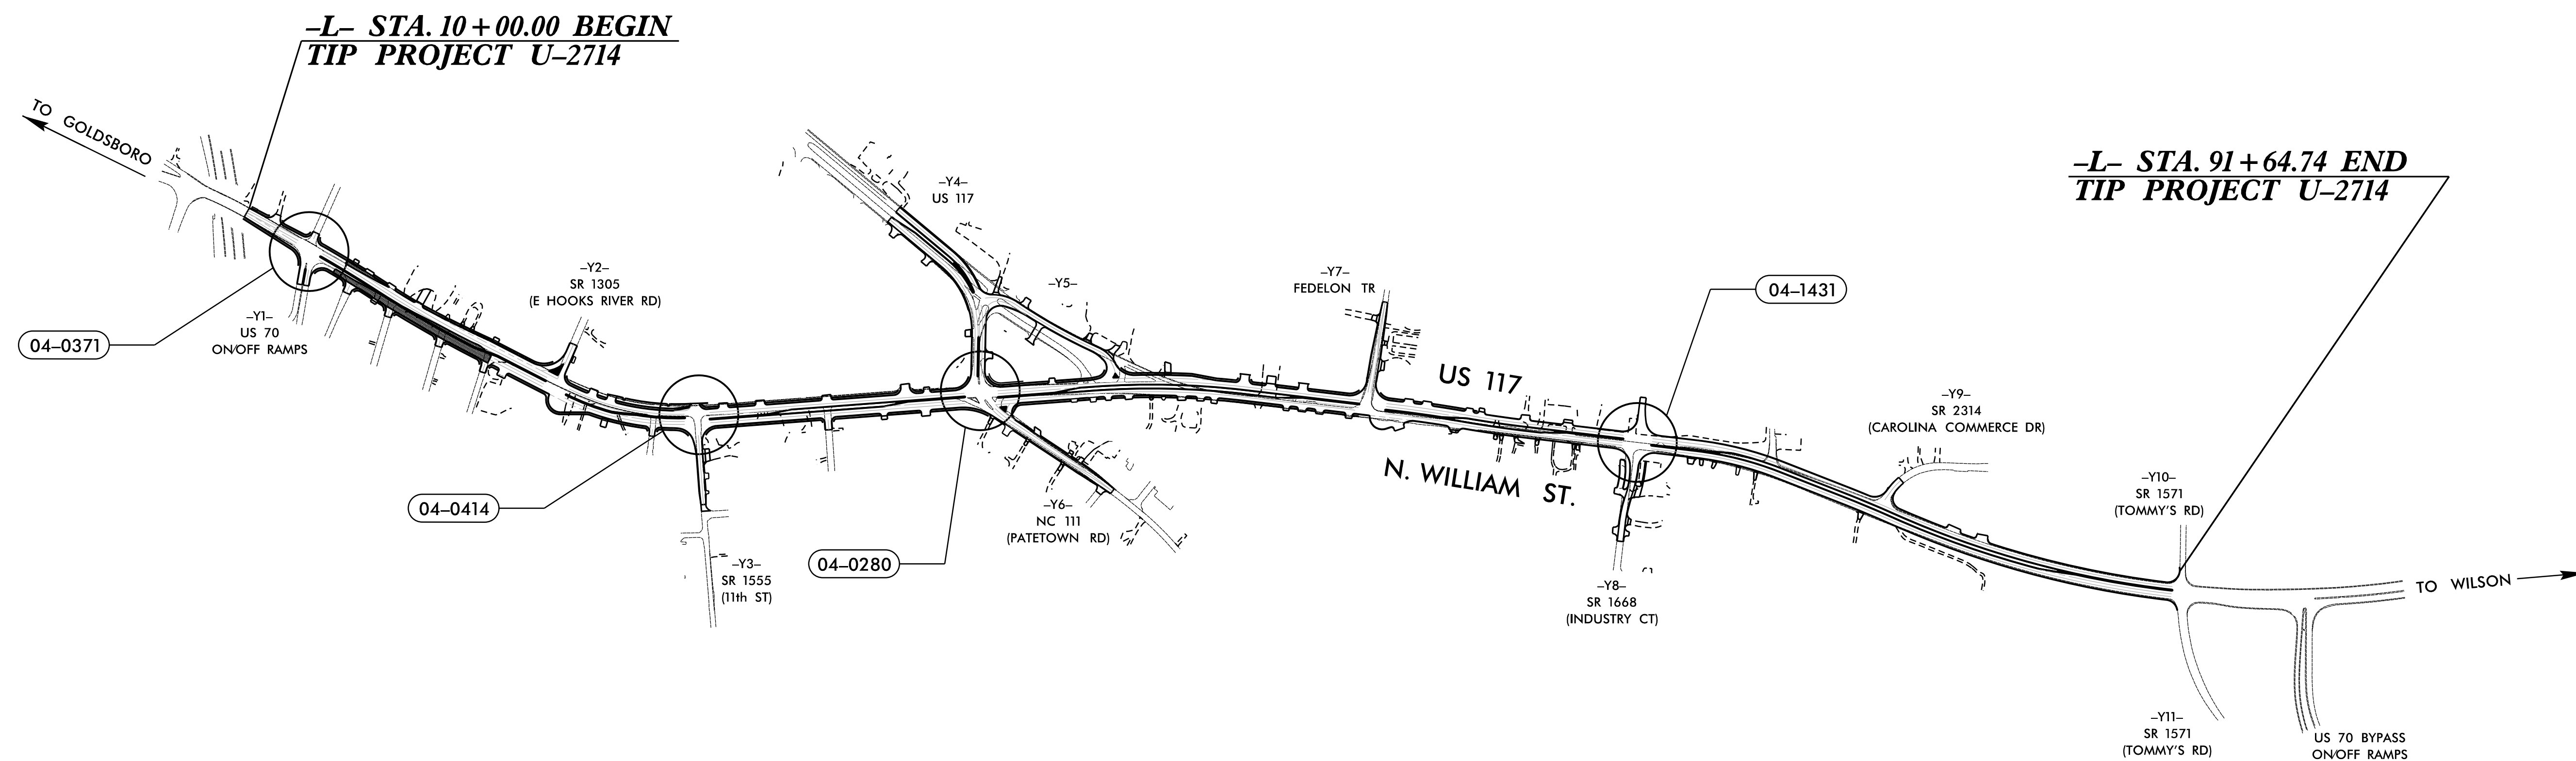 –L– STA. 10+00.00 BEGIN
TIP PROJECT U–2714
TO GOLDSBORO
–L– STA. 91+64.74 END
TIP PROJECT U–2714
–Y4–
US 117
–Y2–
SR 1305
(E HOOKS RIVER RD)
–Y5–
–Y7–
FEDELON TR
04–1431
–Y1–
US 70
ON/OFF RAMPS
04–0371
US 117
–Y9–
SR 2314
(CAROLINA COMMERCE DR)
N. WILLIAM ST.
04–0414
–Y6–
NC 111
(PATETOWN RD)
–Y10–
SR 1571
(TOMMY'S RD)
04–0280
–Y3–
SR 1555
(11th ST)
–Y8–
SR 1668
(INDUSTRY CT)
TO WILSON
–Y11–
SR 1571
(TOMMY'S RD)
US 70 BYPASS
ON/OFF RAMPS